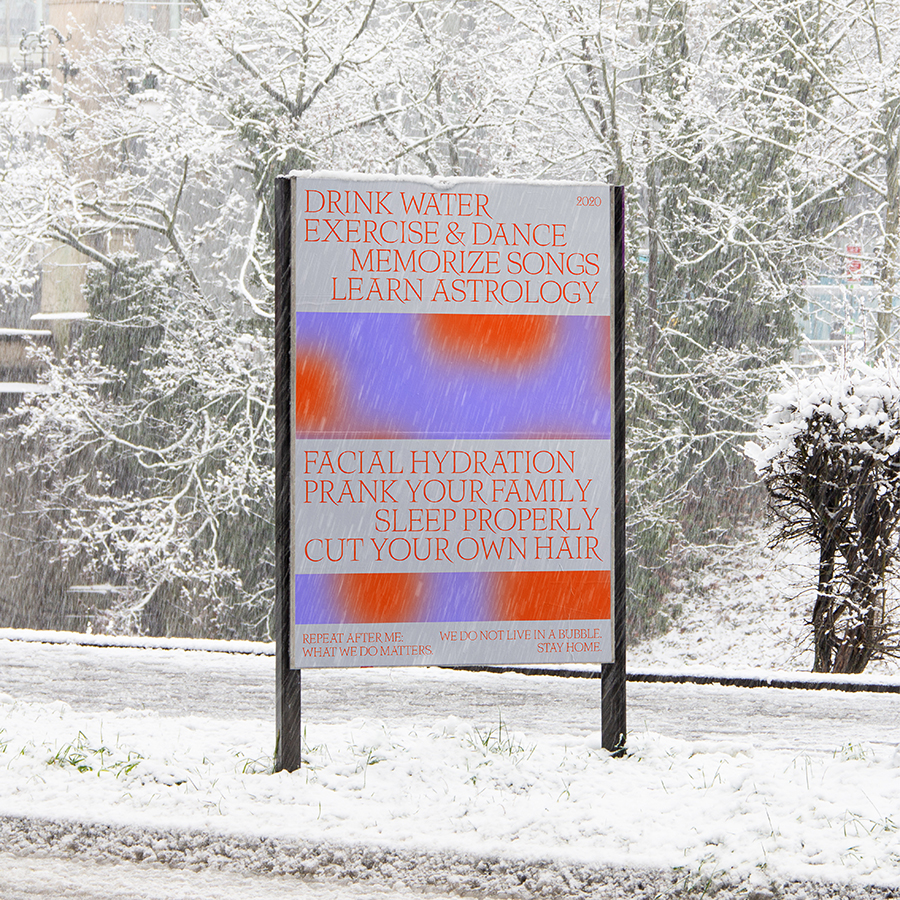 DRINK WATER 2020
EXERCISE & DANCE
MEMORIZE SONGS
LEARN ASTROLOGY
FACIAL HYDRATION
PRANK YOUR FAMILY
SLEEP PROPERLY
CUT YOUR OWN HAIR
REPEAT AFTER ME:
WHAT WE DO MATTERS.
WE DO NOT LIVE IN A BUBBLE.
STAY HOME.